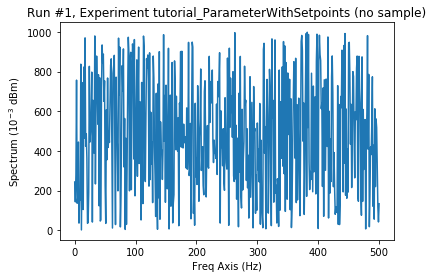 Run #1, Experiment tutorial_ParameterWithSetpoints (no sample)
1000
800
600
400
200
0
Spectrum (10⁻³ dBm)
0 100 200 300 400 500
Freq Axis (Hz)